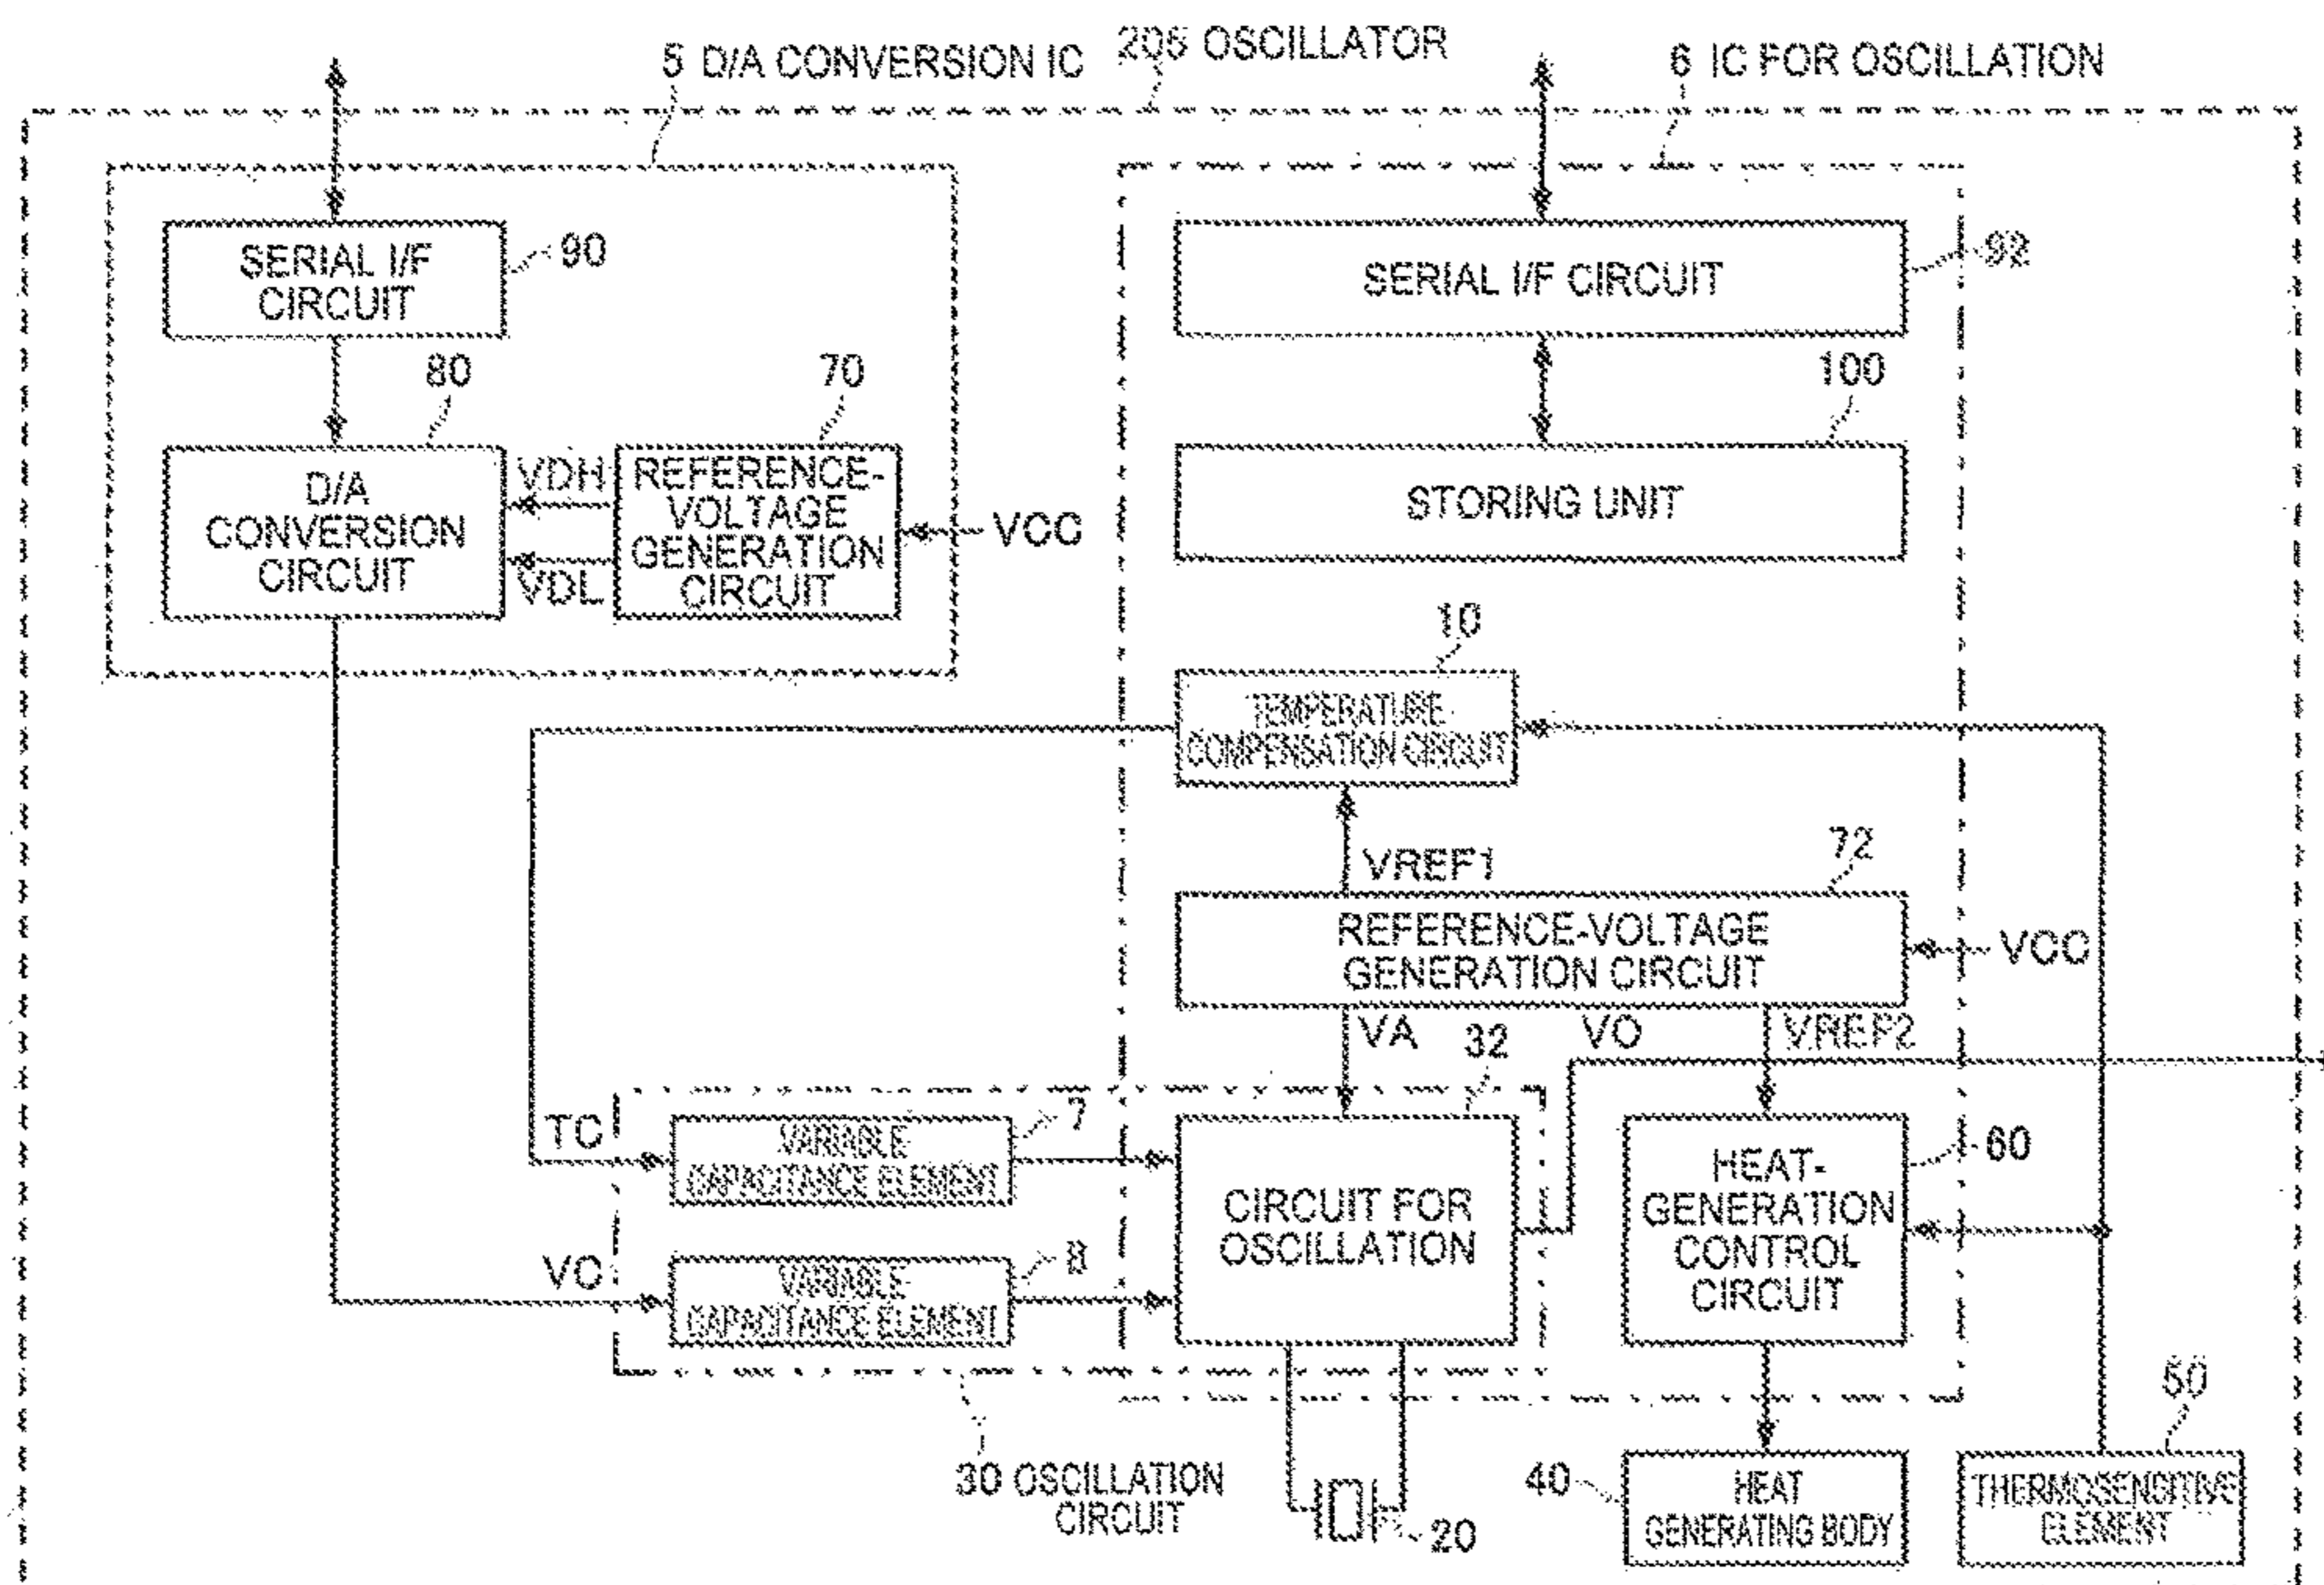 5 D/A CONVERSION IC
205 OSCILLATOR
6 IC FOR OSCILLATION
SERIAL I/F
CIRCUIT
90
SERIAL I/F CIRCUIT
92
80
70
100
D/A
CONVERSION
CIRCUIT
VDH
VDL
REFERENCE-
VOLTAGE
GENERATION
CIRCUIT
VCC
STORING UNIT
10
TEMPERATURE
COMPENSATION CIRCUIT
VREF1
72
REFERENCE-VOLTAGE
GENERATION CIRCUIT
VCC
VA
32
VO
VREF2
TC
VARIABLE
CAPACITANCE ELEMENT
7
VC
VARIABLE
CAPACITANCE ELEMENT
8
CIRCUIT FOR
OSCILLATION
HEAT-
GENERATION
CONTROL
CIRCUIT
60
30 OSCILLATION
CIRCUIT
20
40
HEAT
GENERATING BODY
50
THERMOSENSITIVE
ELEMENT